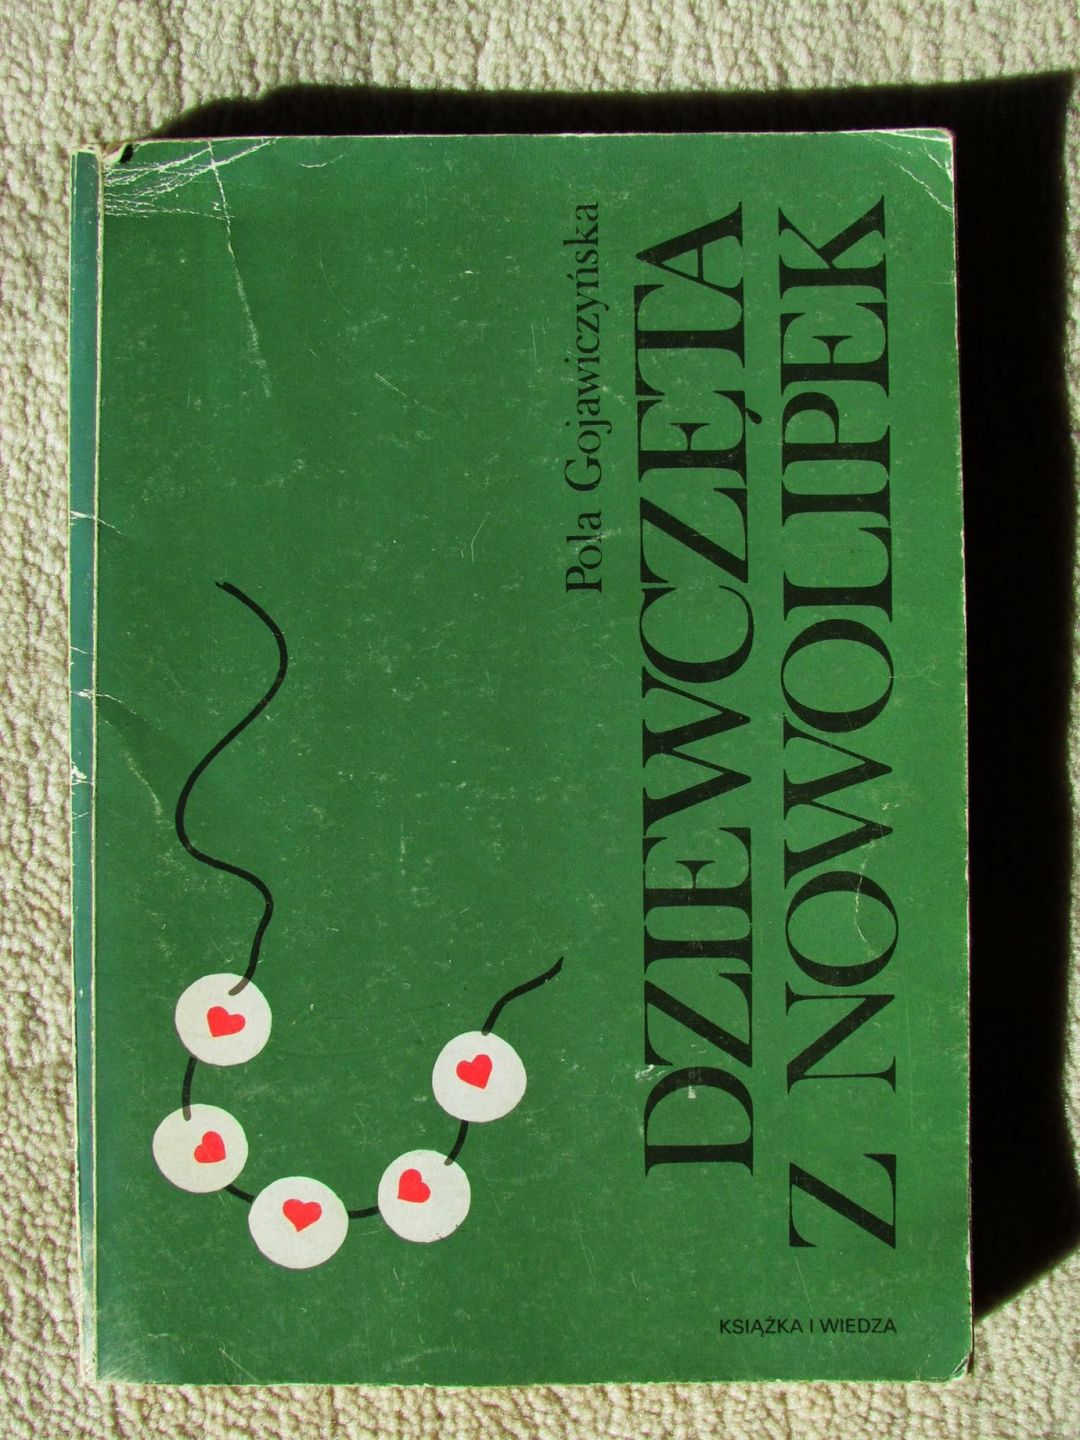 Pola Gojawiczyńska
DZIEWCZĘTA
Z NOWOLIPEK
KSIĄŻKA I WIEDZA